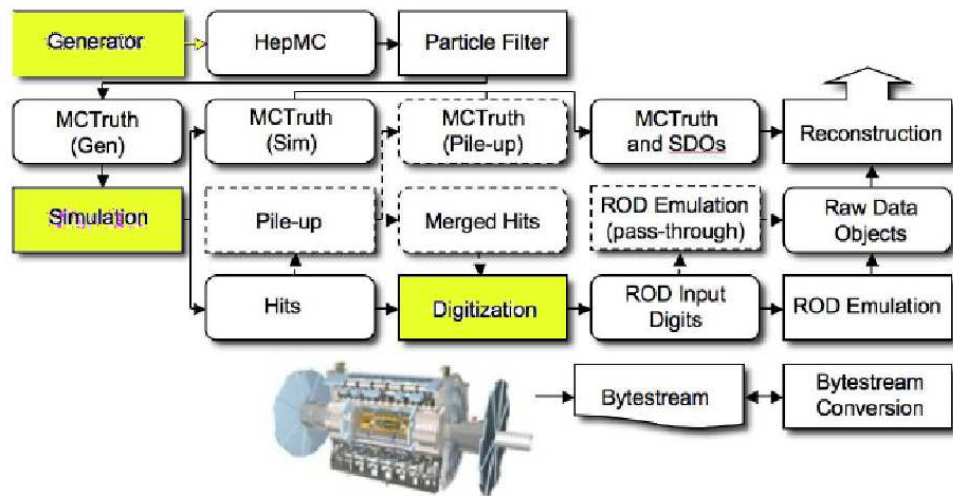 Generator
HepMC
Particle Filter
MCTruth
(Gen)
MCTruth
(Sim)
MCTruth
(Pile-up)
MCTruth
and SDOs
Reconstruction
Simulation
Pile-up
Merged Hits
ROD Emulation
(pass-through)
Raw Data
Objects
Hits
Digitization
ROD Input
Digits
ROD Emulation
Bytestream
Bytestream
Conversion